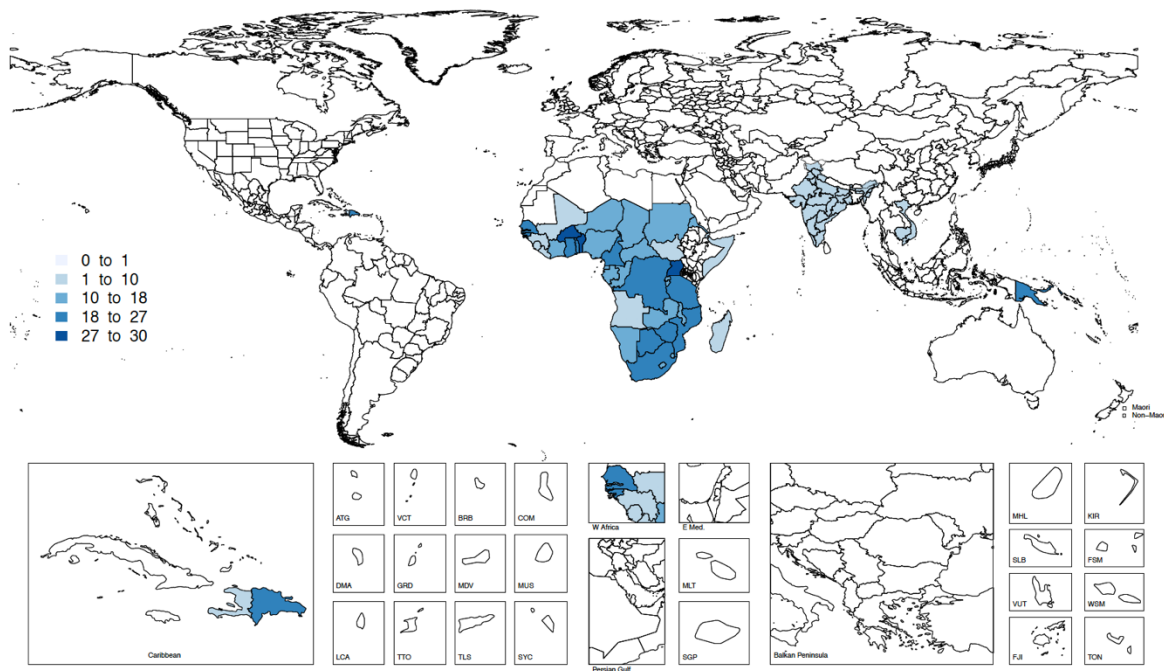 0 to 1
1 to 10
10 to 18
18 to 27
27 to 30
Maori
Non-Maori
Caribbean
ATG
VCT
BRB
COM
DMA
GRD
MDV
MUS
LCA
TTO
TLS
SYC
W Africa
E Med.
Persian Gulf
MLT
SGP
Balkan Peninsula
MHL
KIR
SLB
FSM
VUT
WSM
FJI
TON